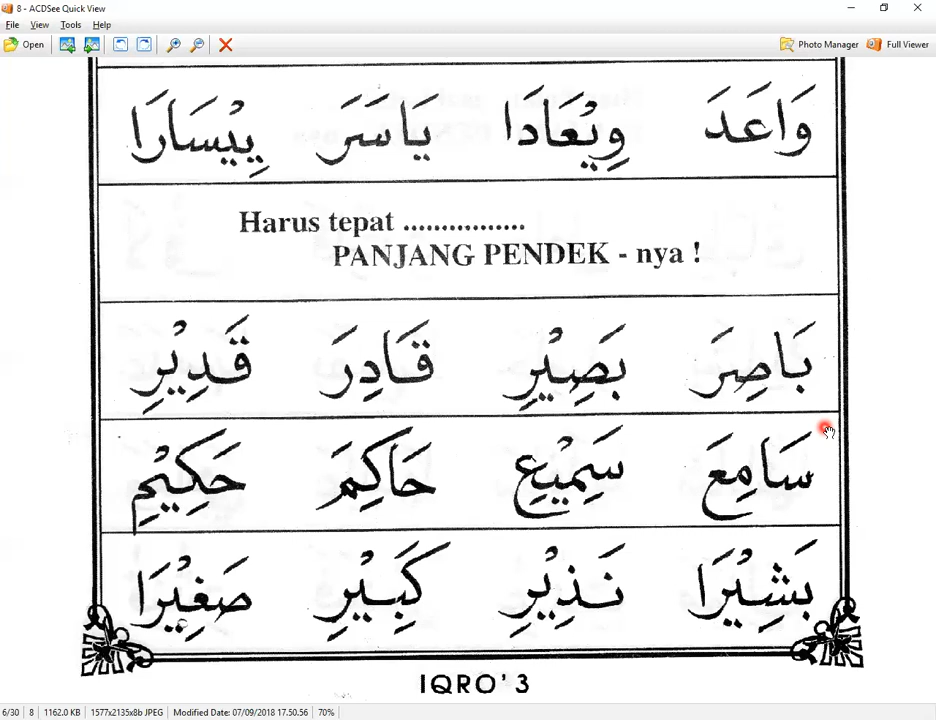 8 - ACDSee Quick View
File View Tools Help
Open Photo Manager Full Viewer
وَاعَدَ وِيْعَادَا يَاسَرَ يِيْسَارَا
Harus tepat ................
PANJANG PENDEK - nya !
بَاصِرَ بَصِيْرِ قَادِرَ قَدِيْرِ
سَامِعَ سَمِيْعِ حَاكِمَ حَكِيْمِ
بَشِيْرَا نَذِيْرِ كَبِيْرِ صَغِيْرَا
IQRO' 3
6/30 8 1162.0 KB 1577x2135x8b JPEG Modified Date: 07/09/2018 17.50.56 70%